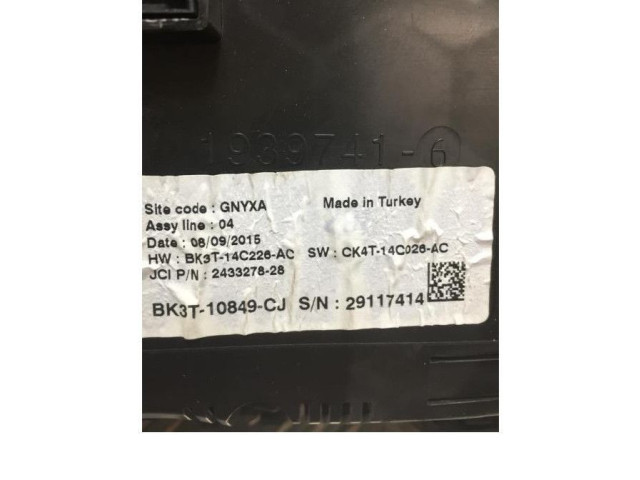 1939741-6
Site code : GNYXA Made in Turkey
Assy line : 04
Date : 08/09/2015
HW : BK3T-14C226-AC SW : CK4T-14C026-AC
JCI P/N : 2433278-28
BK3T-10849-CJ S/N : 29117414